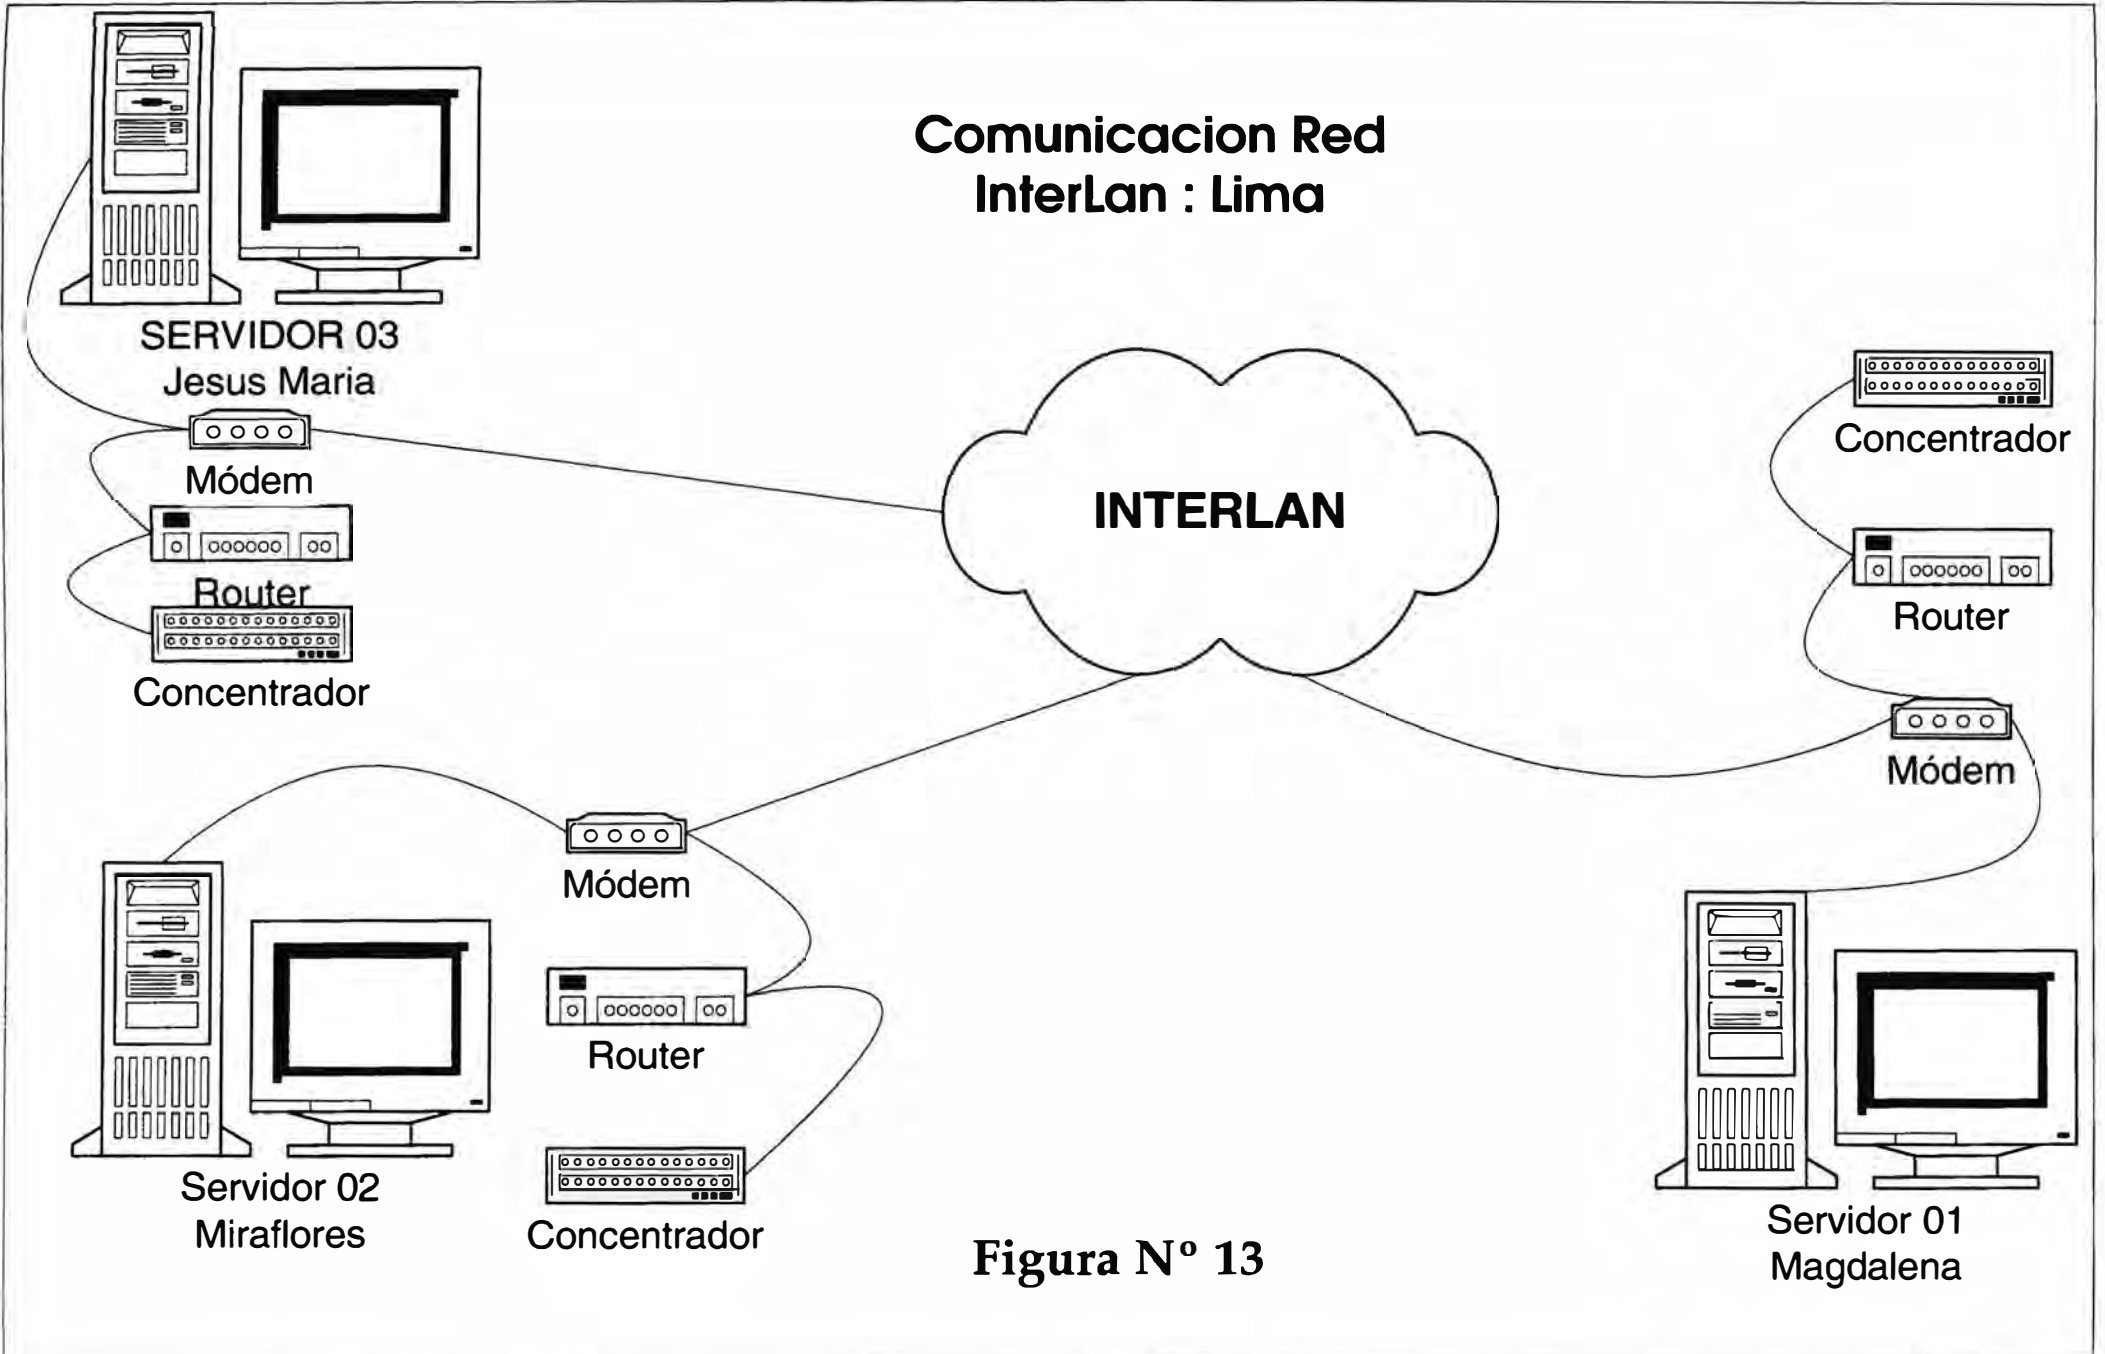 Comunicacion Red
InterLan : Lima
SERVIDOR 03
Jesus Maria
Módem
Router
Concentrador
INTERLAN
Concentrador
Router
Módem
Módem
Router
Concentrador
Servidor 02
Miraflores
Servidor 01
Magdalena
Figura Nº 13